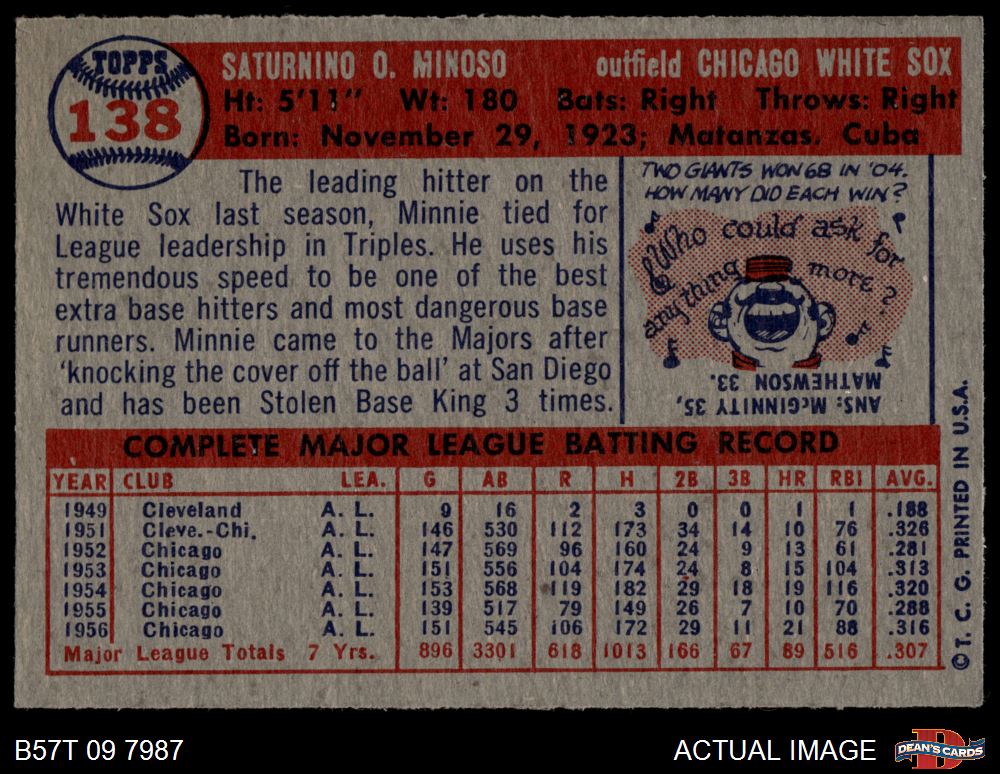 TOPPS
138
SATURNINO O. MINOSO outfield CHICAGO WHITE SOX
Ht: 5'11" Wt: 180 Bats: Right Throws: Right
Born: November 29, 1923; Matanzas, Cuba
The leading hitter on the
White Sox last season, Minnie tied for
League leadership in Triples. He uses his
tremendous speed to be one of the best
extra base hitters and most dangerous base
runners. Minnie came to the Majors after
'knocking the cover off the ball' at San Diego
and has been Stolen Base King 3 times.
TWO GIANTS WON 68 IN '04.
HOW MANY DID EACH WIN?
Who could ask for
anything more?
ANS: McGINNITY 35,
MATHEWSON 33.
COMPLETE MAJOR LEAGUE BATTING RECORD
YEAR CLUB LEA. G AB R H 2B 3B HR RBI AVG.
1949 Cleveland A. L. 9 16 2 3 0 0 1 1 .188
1951 Cleve.-Chi. A. L. 146 530 112 173 34 14 10 76 .326
1952 Chicago A. L. 147 569 96 160 24 9 13 61 .281
1953 Chicago A. L. 151 556 104 174 24 8 15 104 .313
1954 Chicago A. L. 153 568 119 182 29 18 19 116 .320
1955 Chicago A. L. 139 517 79 149 26 7 10 70 .288
1956 Chicago A. L. 151 545 106 172 29 11 21 88 .316
Major League Totals 7 Yrs. 896 3301 618 1013 166 67 89 516 .307
© T. C. G. PRINTED IN U.S.A.
B57T 09 7987
ACTUAL IMAGE
DEAN'S CARDS